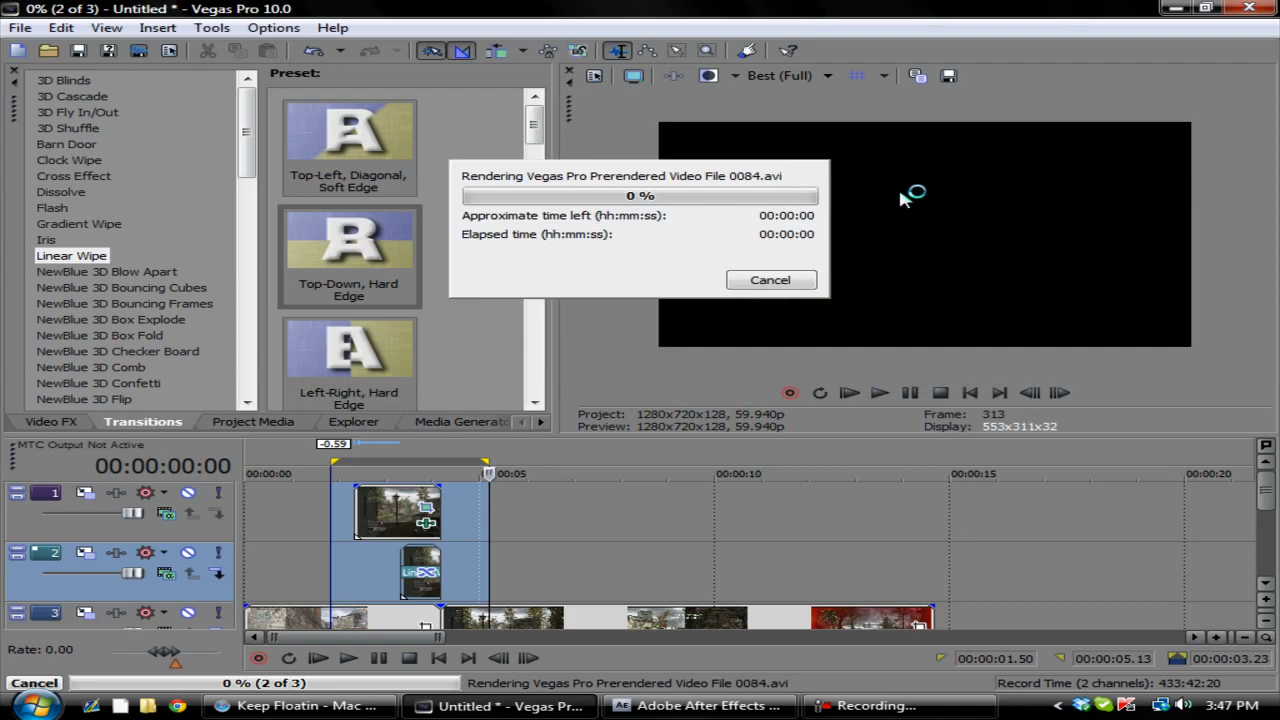 0% (2 of 3) - Untitled * - Vegas Pro 10.0
File Edit View Insert Tools Options Help
3D Blinds
3D Cascade
3D Fly In/Out
3D Shuffle
Barn Door
Clock Wipe
Cross Effect
Dissolve
Flash
Gradient Wipe
Iris
Linear Wipe
NewBlue 3D Blow Apart
NewBlue 3D Bouncing Cubes
NewBlue 3D Bouncing Frames
NewBlue 3D Box Explode
NewBlue 3D Box Fold
NewBlue 3D Checker Board
NewBlue 3D Comb
NewBlue 3D Confetti
NewBlue 3D Flip
Preset:
Top-Left, Diagonal,
Soft Edge
Top-Down, Hard
Edge
Left-Right, Hard
Edge
Video FX Transitions Project Media Explorer Media Generato
Rendering Vegas Pro Prerendered Video File 0084.avi
0 %
Approximate time left (hh:mm:ss): 00:00:00
Elapsed time (hh:mm:ss): 00:00:00
Cancel
Best (Full)
Project: 1280x720x128, 59.940p Frame: 313
Preview: 1280x720x128, 59.940p Display: 553x311x32
MTC Output Not Active
00:00:00:00
-0.59
00:00:00 00:00:05 00:00:10 00:00:15 00:00:20
1
2
Lin
3
Rate: 0.00
00:00:01.50 00:00:05.13 00:00:03.23
Cancel 0 % (2 of 3) Rendering Vegas Pro Prerendered Video File 0084.avi Record Time (2 channels): 433:42:20
Keep Floatin - Mac ... Untitled * - Vegas Pr... AE Adobe After Effects ... Recording... 3:47 PM